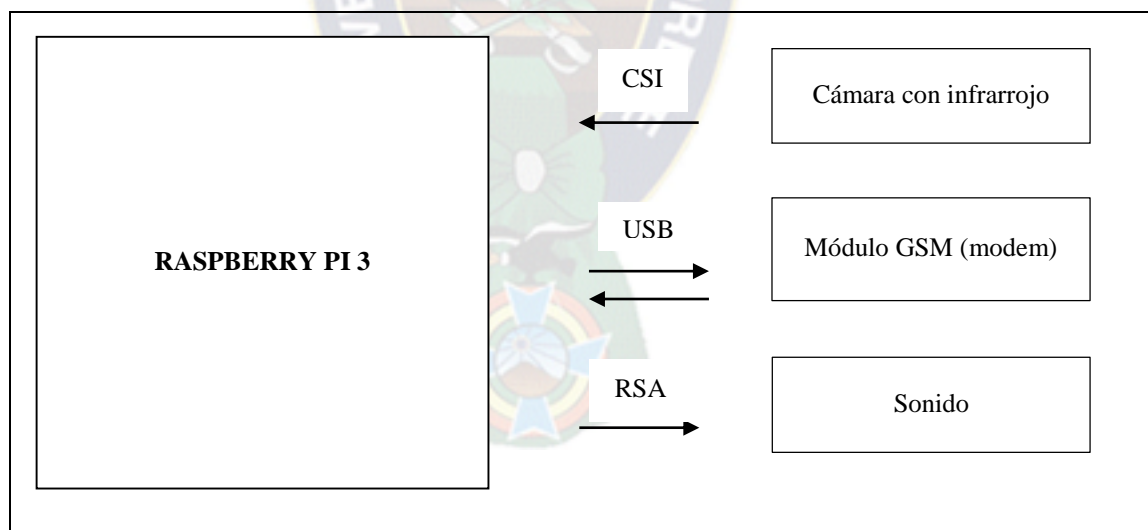 CSI
Cámara con infrarrojo
RASPBERRY PI 3
USB
Módulo GSM (modem)
RSA
Sonido